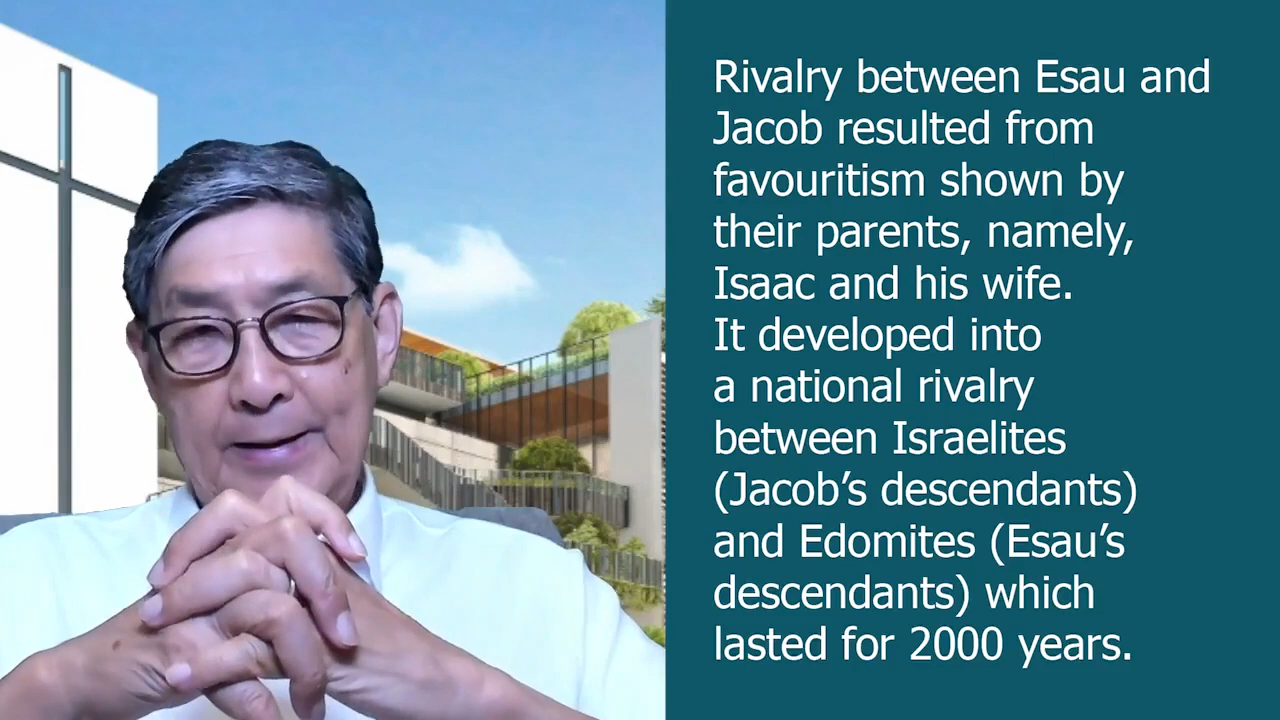 Rivalry between Esau and
Jacob resulted from
favouritism shown by
their parents, namely,
Isaac and his wife.
It developed into
a national rivalry
between Israelites
(Jacob’s descendants)
and Edomites (Esau’s
descendants) which
lasted for 2000 years.